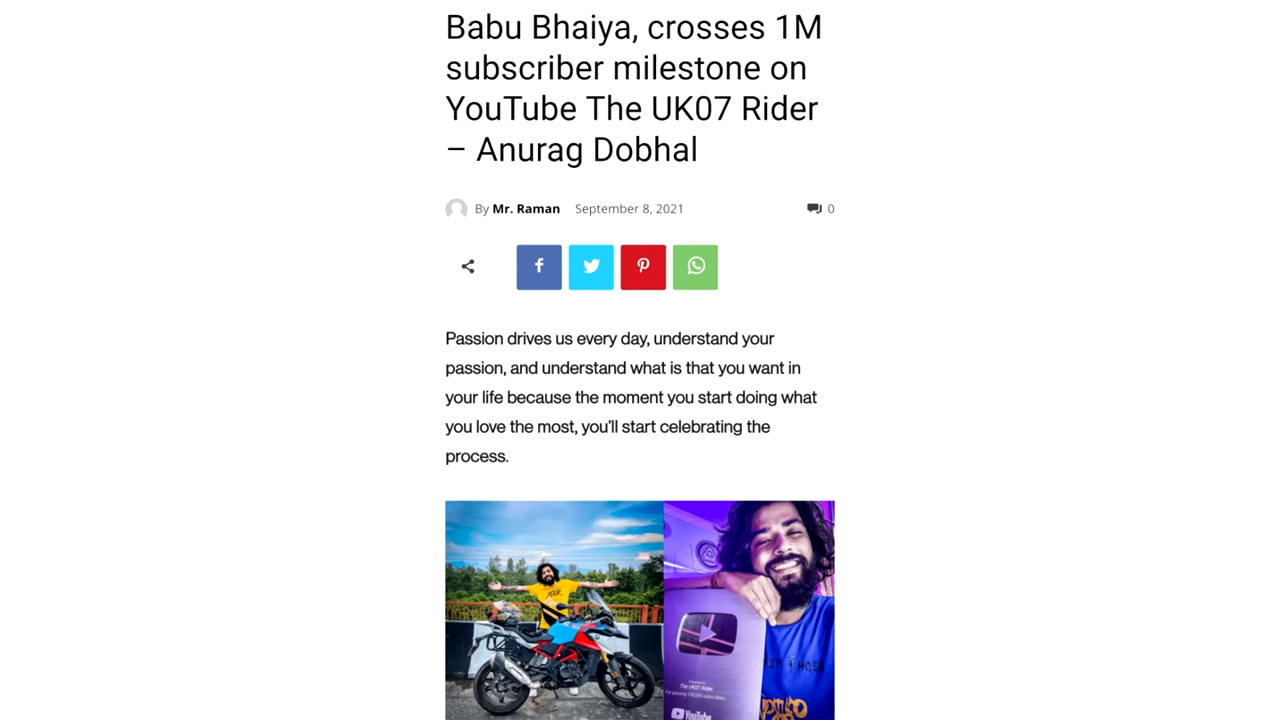 Babu Bhaiya, crosses 1M
subscriber milestone on
YouTube The UK07 Rider
– Anurag Dobhal
By Mr. Raman September 8, 2021 0
Passion drives us every day, understand your
passion, and understand what is that you want in
your life because the moment you start doing what
you love the most, you’ll start celebrating the
process.
The UK07 Rider
YouTube